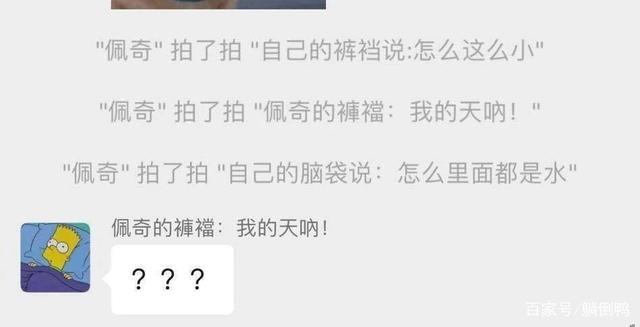 "佩奇" 拍了拍 "自己的裤裆说:怎么这么小"
"佩奇" 拍了拍 "佩奇的褲襠：我的天吶！"
"佩奇" 拍了拍 "自己的脑袋说：怎么里面都是水"
佩奇的褲襠：我的天吶！
？？？
百家号/躺倒鸭